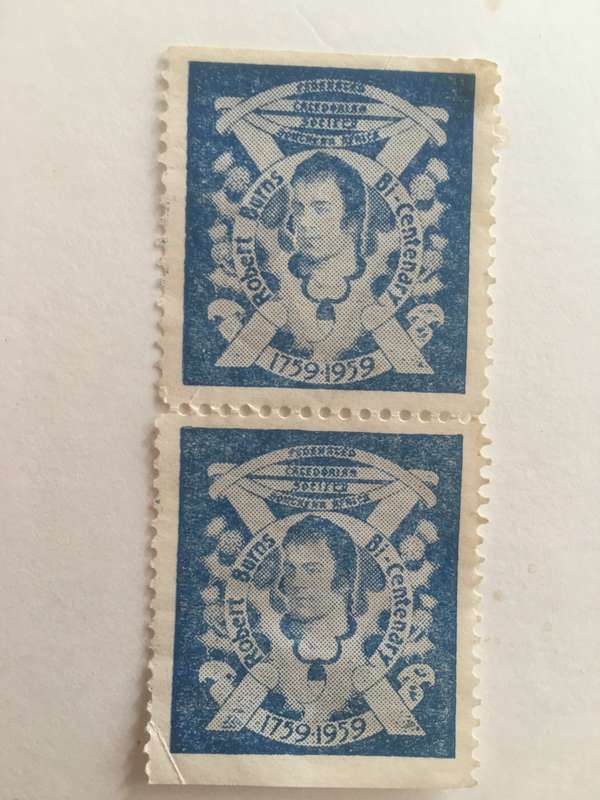 FEDERATED
CALEDONIAN
SOCIETY
SOUTHERN AFRICA
Robert Burns Bi-Centenary
1759·1959
FEDERATED
CALEDONIAN
SOCIETY
SOUTHERN AFRICA
Robert Burns Bi-Centenary
1759·1959